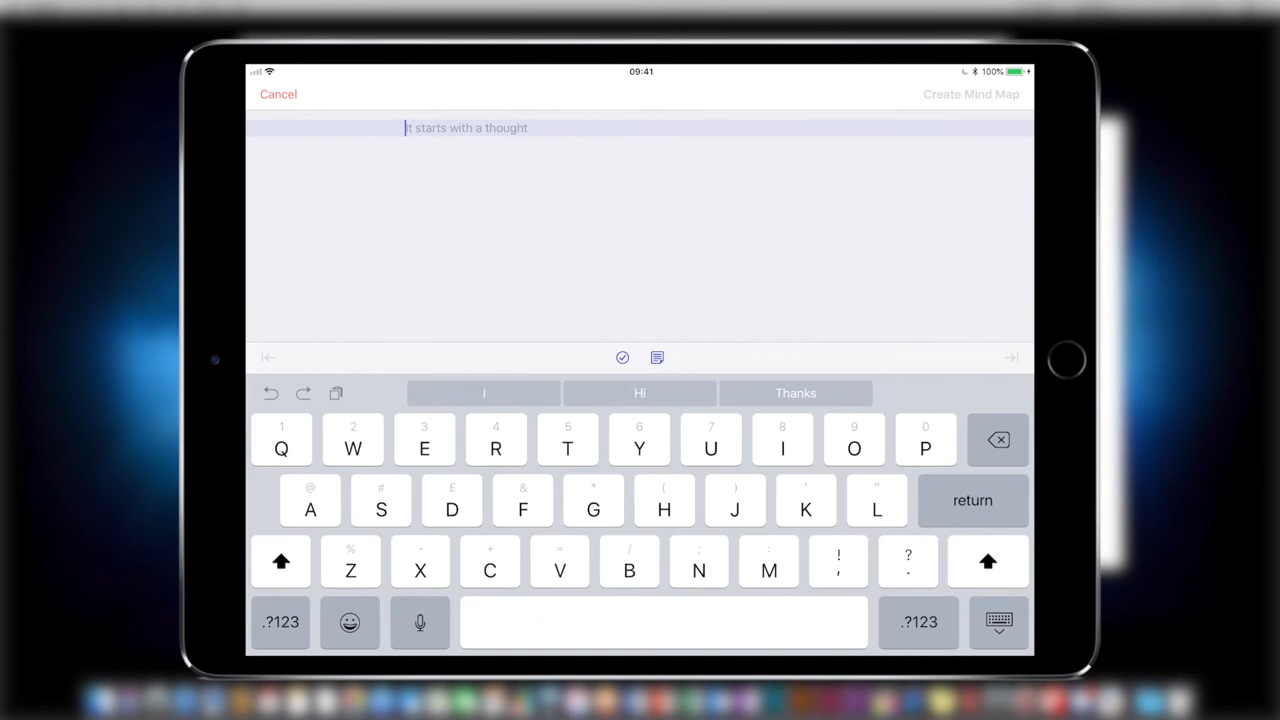 09:41
100%
Cancel
Create Mind Map
It starts with a thought
I
Hi
Thanks
1 2 3 4 5 6 7 8 9 0
Q W E R T Y U I O P
@ # £ & * ( ) ' "
A S D F G H J K L
return
% - + = / ; : ! ?
Z X C V B N M , .
.?123
.?123